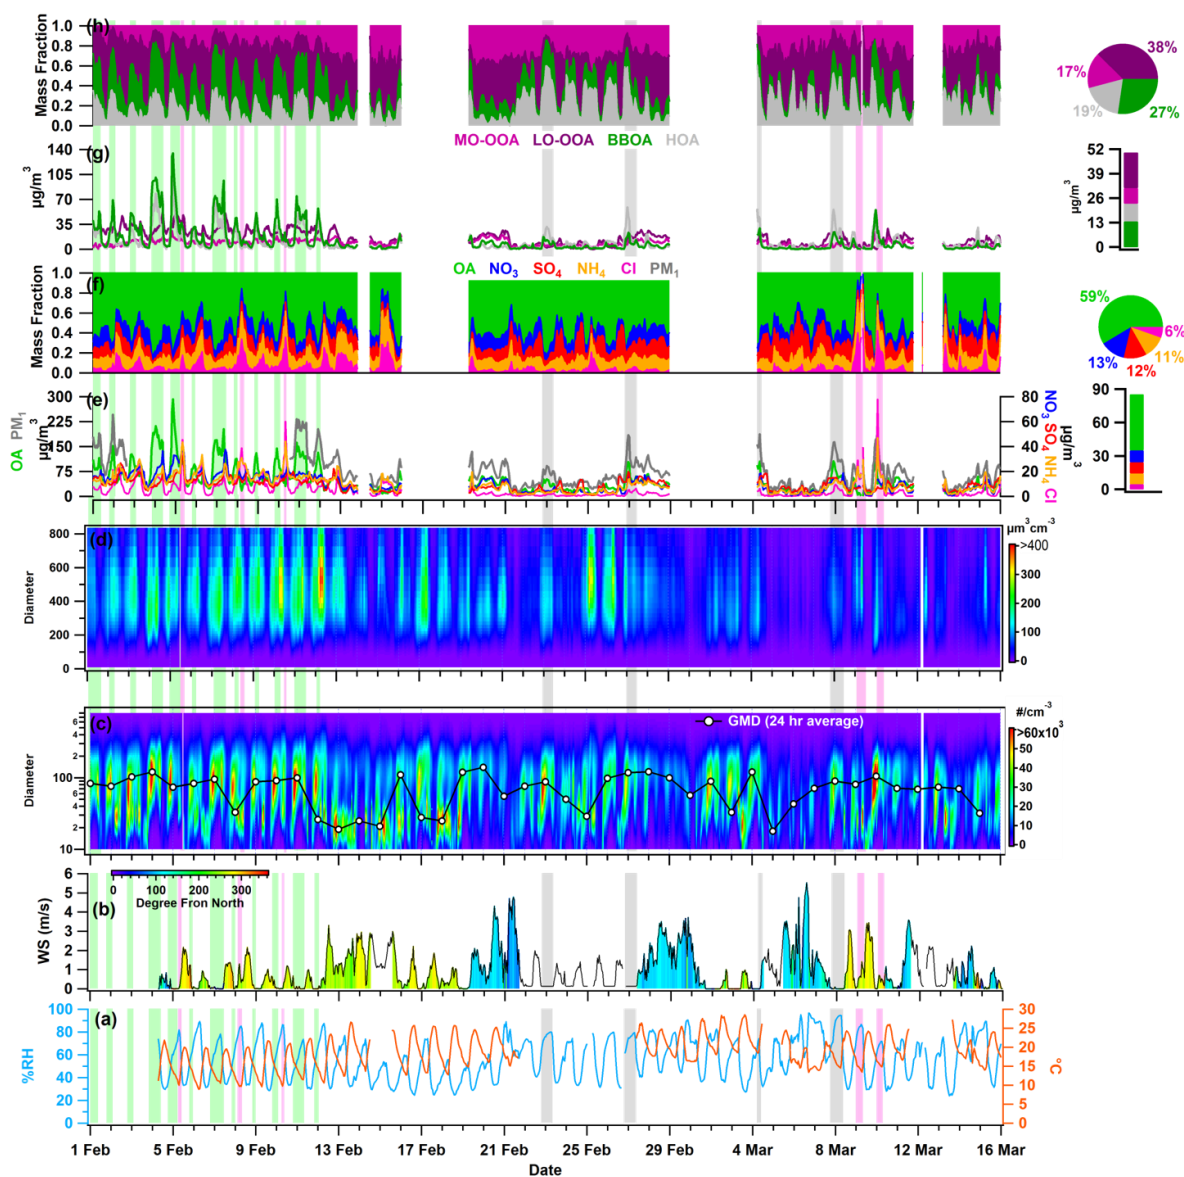 (h)
Mass Fraction
1.0
0.8
0.6
0.4
0.2
0.0
MO-OOA LO-OOA BBOA HOA
38%
17%
19%
27%
(g)
µg/m³
140
105
70
35
0
52
39
26
13
0
µg/m³
OA NO₃ SO₄ NH₄ Cl PM₁
(f)
Mass Fraction
1.0
0.8
0.6
0.4
0.2
0.0
59%
6%
11%
12%
13%
(e)
OA PM₁
µg/m³
300
225
150
75
0
80
60
40
20
0
NO₃ SO₄ NH₄ Cl
µg/m³
90
60
30
0
(d)
Diameter
800
600
400
200
0
µm³cm⁻³
>400
300
200
100
0
(c)
GMD (24 hr average)
Diameter
6
4
2
100
6
4
2
10
#/cm⁻³
>60x10³
50
40
30
20
10
0
(b)
WS (m/s)
6
5
4
3
2
1
0
0 100 200 300
Degree Fron North
(a)
%RH
100
80
60
40
20
0
30
25
20
15
10
5
0
°C
1 Feb 5 Feb 9 Feb 13 Feb 17 Feb 21 Feb 25 Feb 29 Feb 4 Mar 8 Mar 12 Mar 16 Mar
Date